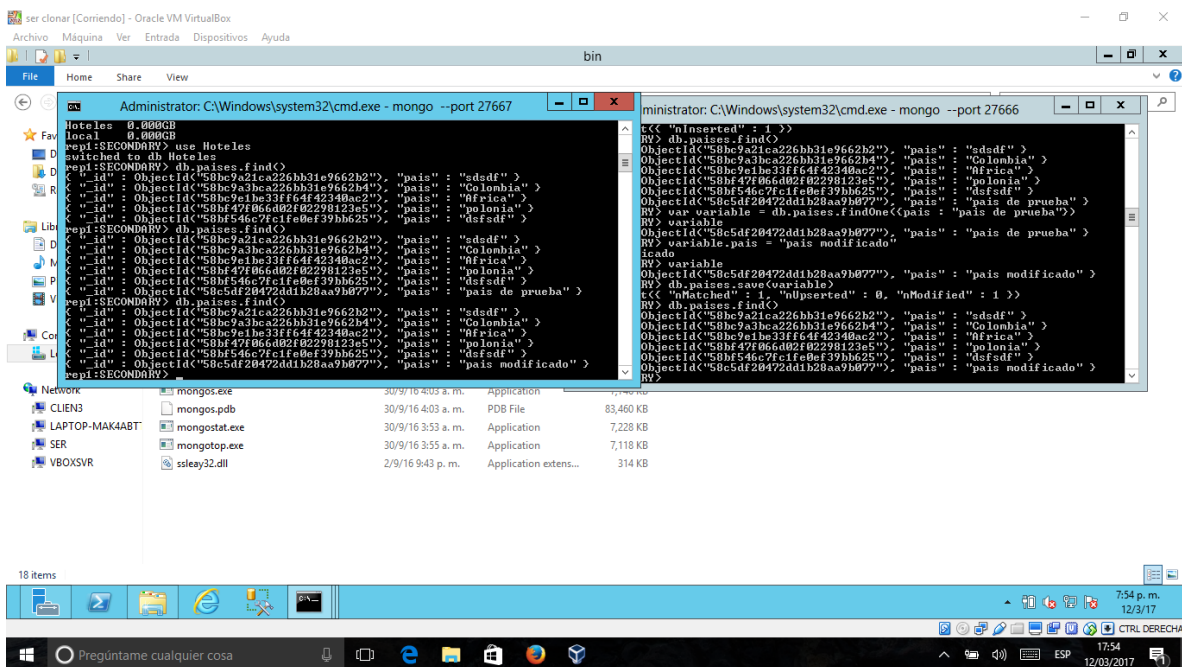 ser clonar [Corriendo] - Oracle VM VirtualBox
Archivo Máquina Ver Entrada Dispositivos Ayuda
bin
File Home Share View
Administrator: C:\Windows\system32\cmd.exe - mongo --port 27667
Hoteles 0.000GB
local 0.000GB
rep1:SECONDARY> use Hoteles
switched to db Hoteles
rep1:SECONDARY> db.paises.find()
{ "_id" : ObjectId("58bc9a21ca226bb31e9662b2"), "pais" : "sdsdf" }
{ "_id" : ObjectId("58bc9a3bca226bb31e9662b4"), "pais" : "Colombia" }
{ "_id" : ObjectId("58bc9e1be33ff64f42340ac2"), "pais" : "Africa" }
{ "_id" : ObjectId("58bf47f066d02f02298123e5"), "pais" : "polonia" }
{ "_id" : ObjectId("58bf546c7fc1fe0ef39bb625"), "pais" : "dsfsdf" }
rep1:SECONDARY> db.paises.find()
{ "_id" : ObjectId("58bc9a21ca226bb31e9662b2"), "pais" : "sdsdf" }
{ "_id" : ObjectId("58bc9a3bca226bb31e9662b4"), "pais" : "Colombia" }
{ "_id" : ObjectId("58bc9e1be33ff64f42340ac2"), "pais" : "Africa" }
{ "_id" : ObjectId("58bf47f066d02f02298123e5"), "pais" : "polonia" }
{ "_id" : ObjectId("58bf546c7fc1fe0ef39bb625"), "pais" : "dsfsdf" }
{ "_id" : ObjectId("58c5df20472dd1b28aa9b077"), "pais" : "pais de prueba" }
rep1:SECONDARY> db.paises.find()
{ "_id" : ObjectId("58bc9a21ca226bb31e9662b2"), "pais" : "sdsdf" }
{ "_id" : ObjectId("58bc9a3bca226bb31e9662b4"), "pais" : "Colombia" }
{ "_id" : ObjectId("58bc9e1be33ff64f42340ac2"), "pais" : "Africa" }
{ "_id" : ObjectId("58bf47f066d02f02298123e5"), "pais" : "polonia" }
{ "_id" : ObjectId("58bf546c7fc1fe0ef39bb625"), "pais" : "dsfsdf" }
{ "_id" : ObjectId("58c5df20472dd1b28aa9b077"), "pais" : "pais modificado" }
rep1:SECONDARY> _
ministrator: C:\Windows\system32\cmd.exe - mongo --port 27666
t({ "nInserted" : 1 })
RY> db.paises.find()
ObjectId("58bc9a21ca226bb31e9662b2"), "pais" : "sdsdf" }
ObjectId("58bc9a3bca226bb31e9662b4"), "pais" : "Colombia" }
ObjectId("58bc9e1be33ff64f42340ac2"), "pais" : "Africa" }
ObjectId("58bf47f066d02f02298123e5"), "pais" : "polonia" }
ObjectId("58bf546c7fc1fe0ef39bb625"), "pais" : "dsfsdf" }
ObjectId("58c5df20472dd1b28aa9b077"), "pais" : "pais de prueba" }
RY> var variable = db.paises.findOne({pais : "pais de prueba"})
RY> variable
ObjectId("58c5df20472dd1b28aa9b077"), "pais" : "pais de prueba" }
RY> variable.pais = "pais modificado"
icado
RY> variable
ObjectId("58c5df20472dd1b28aa9b077"), "pais" : "pais modificado" }
RY> db.paises.save(variable)
t({ "nMatched" : 1, "nUpserted" : 0, "nModified" : 1 })
RY> db.paises.find()
ObjectId("58bc9a21ca226bb31e9662b2"), "pais" : "sdsdf" }
ObjectId("58bc9a3bca226bb31e9662b4"), "pais" : "Colombia" }
ObjectId("58bc9e1be33ff64f42340ac2"), "pais" : "Africa" }
ObjectId("58bf47f066d02f02298123e5"), "pais" : "polonia" }
ObjectId("58bf546c7fc1fe0ef39bb625"), "pais" : "dsfsdf" }
ObjectId("58c5df20472dd1b28aa9b077"), "pais" : "pais modificado" }
RY>
Fav
D
D
R
Libr
D
M
P
V
Cor
Lo
Network
CLIEN3
LAPTOP-MAK4ABT
SER
VBOXSVR
mongos.exe 30/9/16 4:03 a. m. Application 7,740 KB
mongos.pdb 30/9/16 4:03 a. m. PDB File 83,460 KB
mongostat.exe 30/9/16 3:53 a. m. Application 7,228 KB
mongotop.exe 30/9/16 3:55 a. m. Application 7,118 KB
ssleay32.dll 2/9/16 9:43 p. m. Application extens... 314 KB
18 items
7:54 p. m.
12/3/17
CTRL DERECHA
Pregúntame cualquier cosa
ESP
17:54
12/03/2017